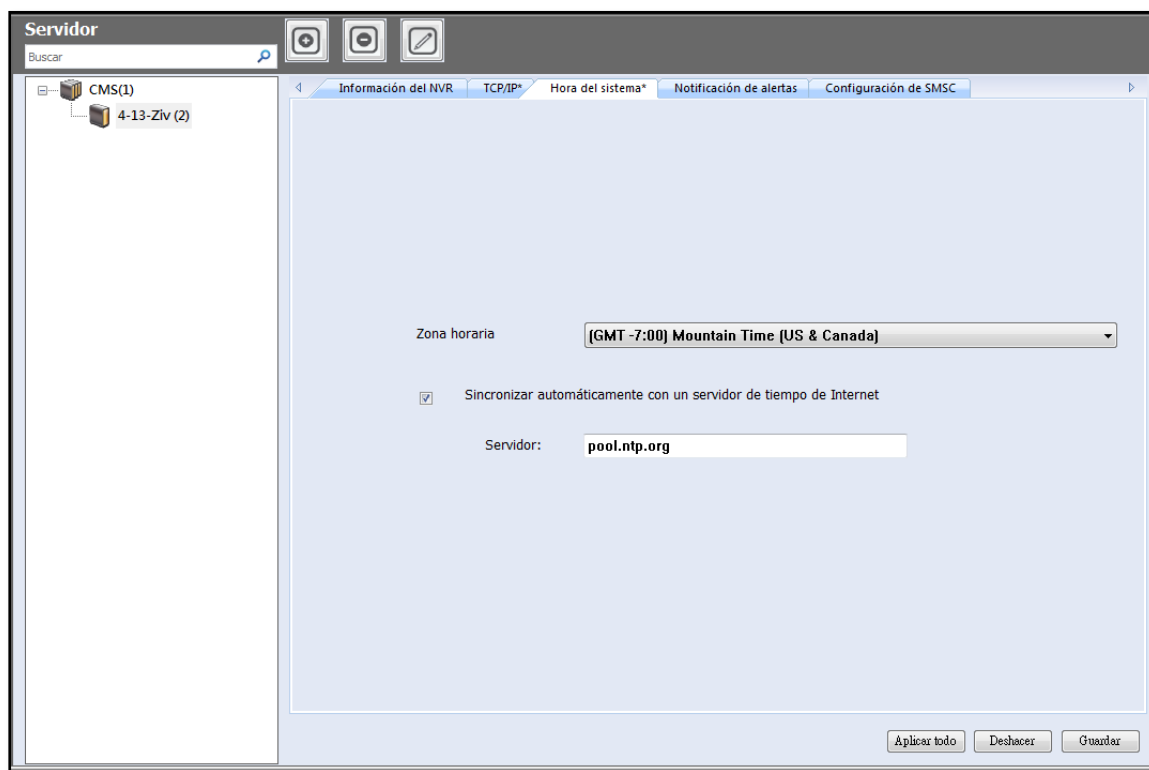 Servidor
Buscar
CMS(1)
4-13-Ziv (2)
Información del NVR
TCP/IP*
Hora del sistema*
Notificación de alertas
Configuración de SMSC
Zona horaria
(GMT -7:00) Mountain Time (US & Canada)
Sincronizar automáticamente con un servidor de tiempo de Internet
Servidor:
pool.ntp.org
Aplicar todo
Deshacer
Guardar